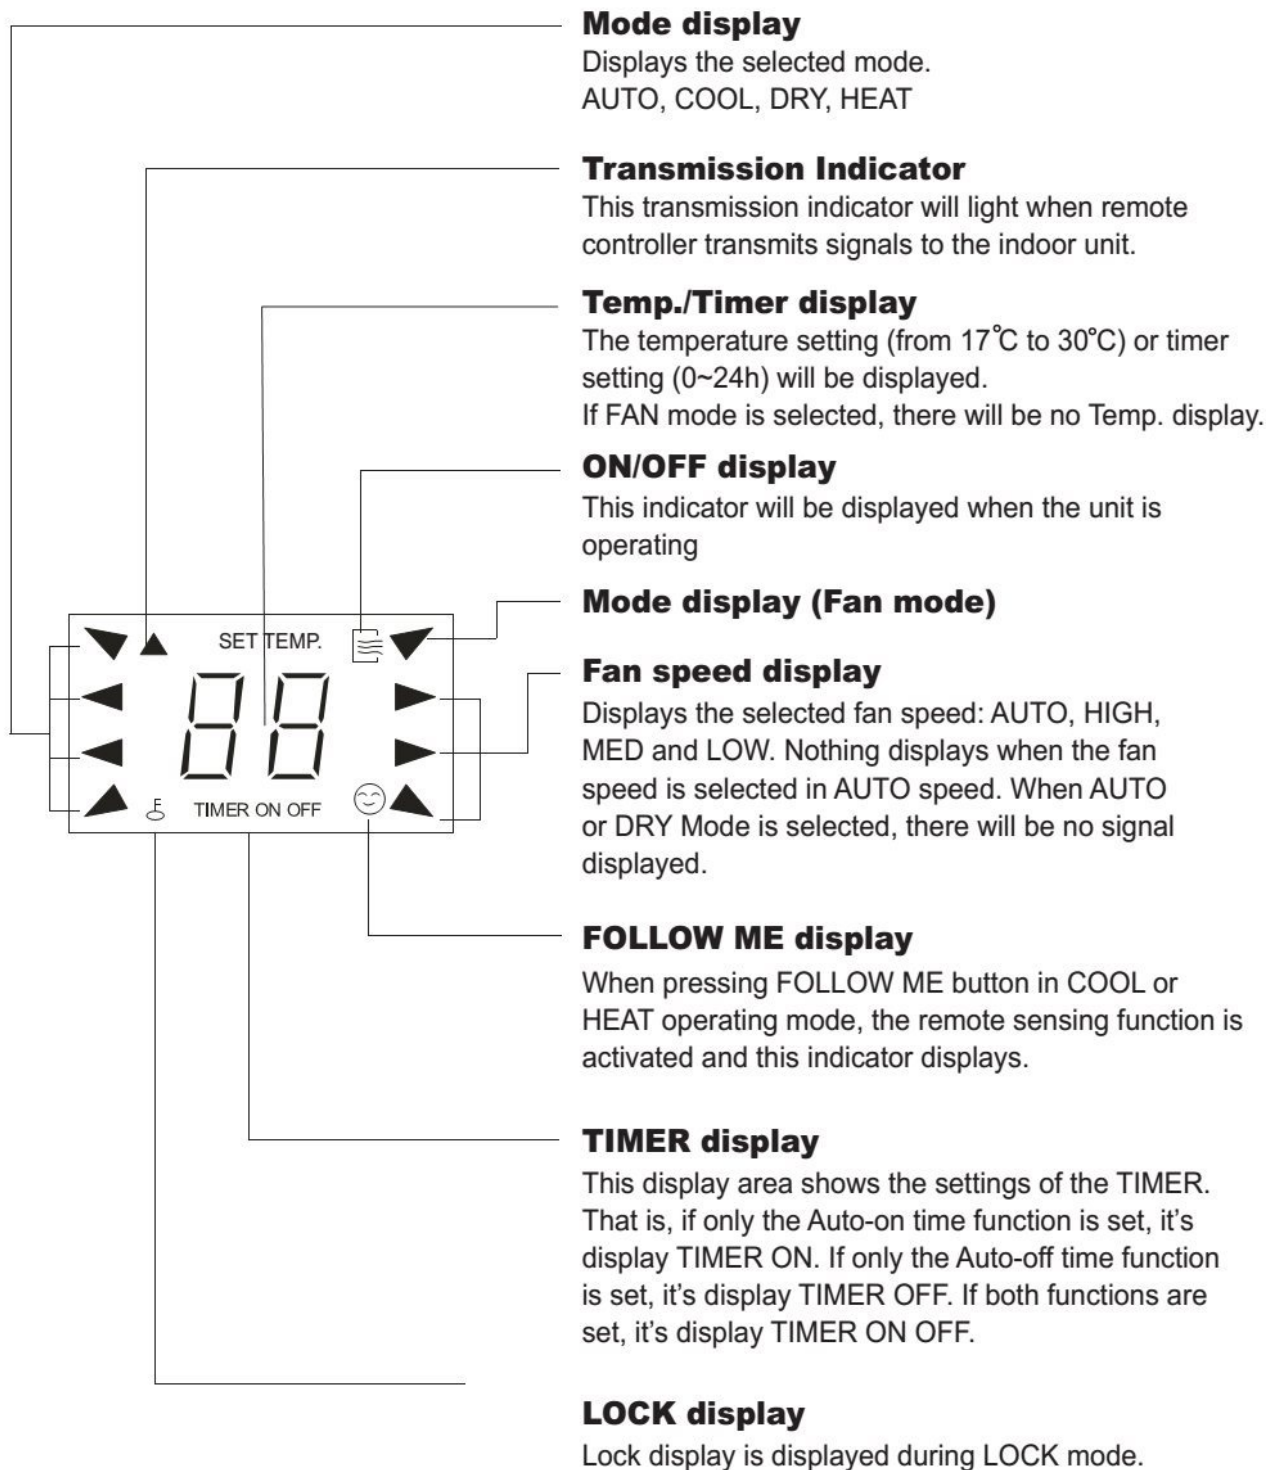 Mode display
Displays the selected mode.
AUTO, COOL, DRY, HEAT
Transmission Indicator
This transmission indicator will light when remote
controller transmits signals to the indoor unit.
Temp./Timer display
The temperature setting (from 17°C to 30°C) or timer
setting (0~24h) will be displayed.
If FAN mode is selected, there will be no Temp. display.
ON/OFF display
This indicator will be displayed when the unit is
operating
Mode display (Fan mode)
Fan speed display
Displays the selected fan speed: AUTO, HIGH,
MED and LOW. Nothing displays when the fan
speed is selected in AUTO speed. When AUTO
or DRY Mode is selected, there will be no signal
displayed.
FOLLOW ME display
When pressing FOLLOW ME button in COOL or
HEAT operating mode, the remote sensing function is
activated and this indicator displays.
TIMER display
This display area shows the settings of the TIMER.
That is, if only the Auto-on time function is set, it's
display TIMER ON. If only the Auto-off time function
is set, it's display TIMER OFF. If both functions are
set, it's display TIMER ON OFF.
LOCK display
Lock display is displayed during LOCK mode.
SET TEMP.
88
TIMER ON OFF